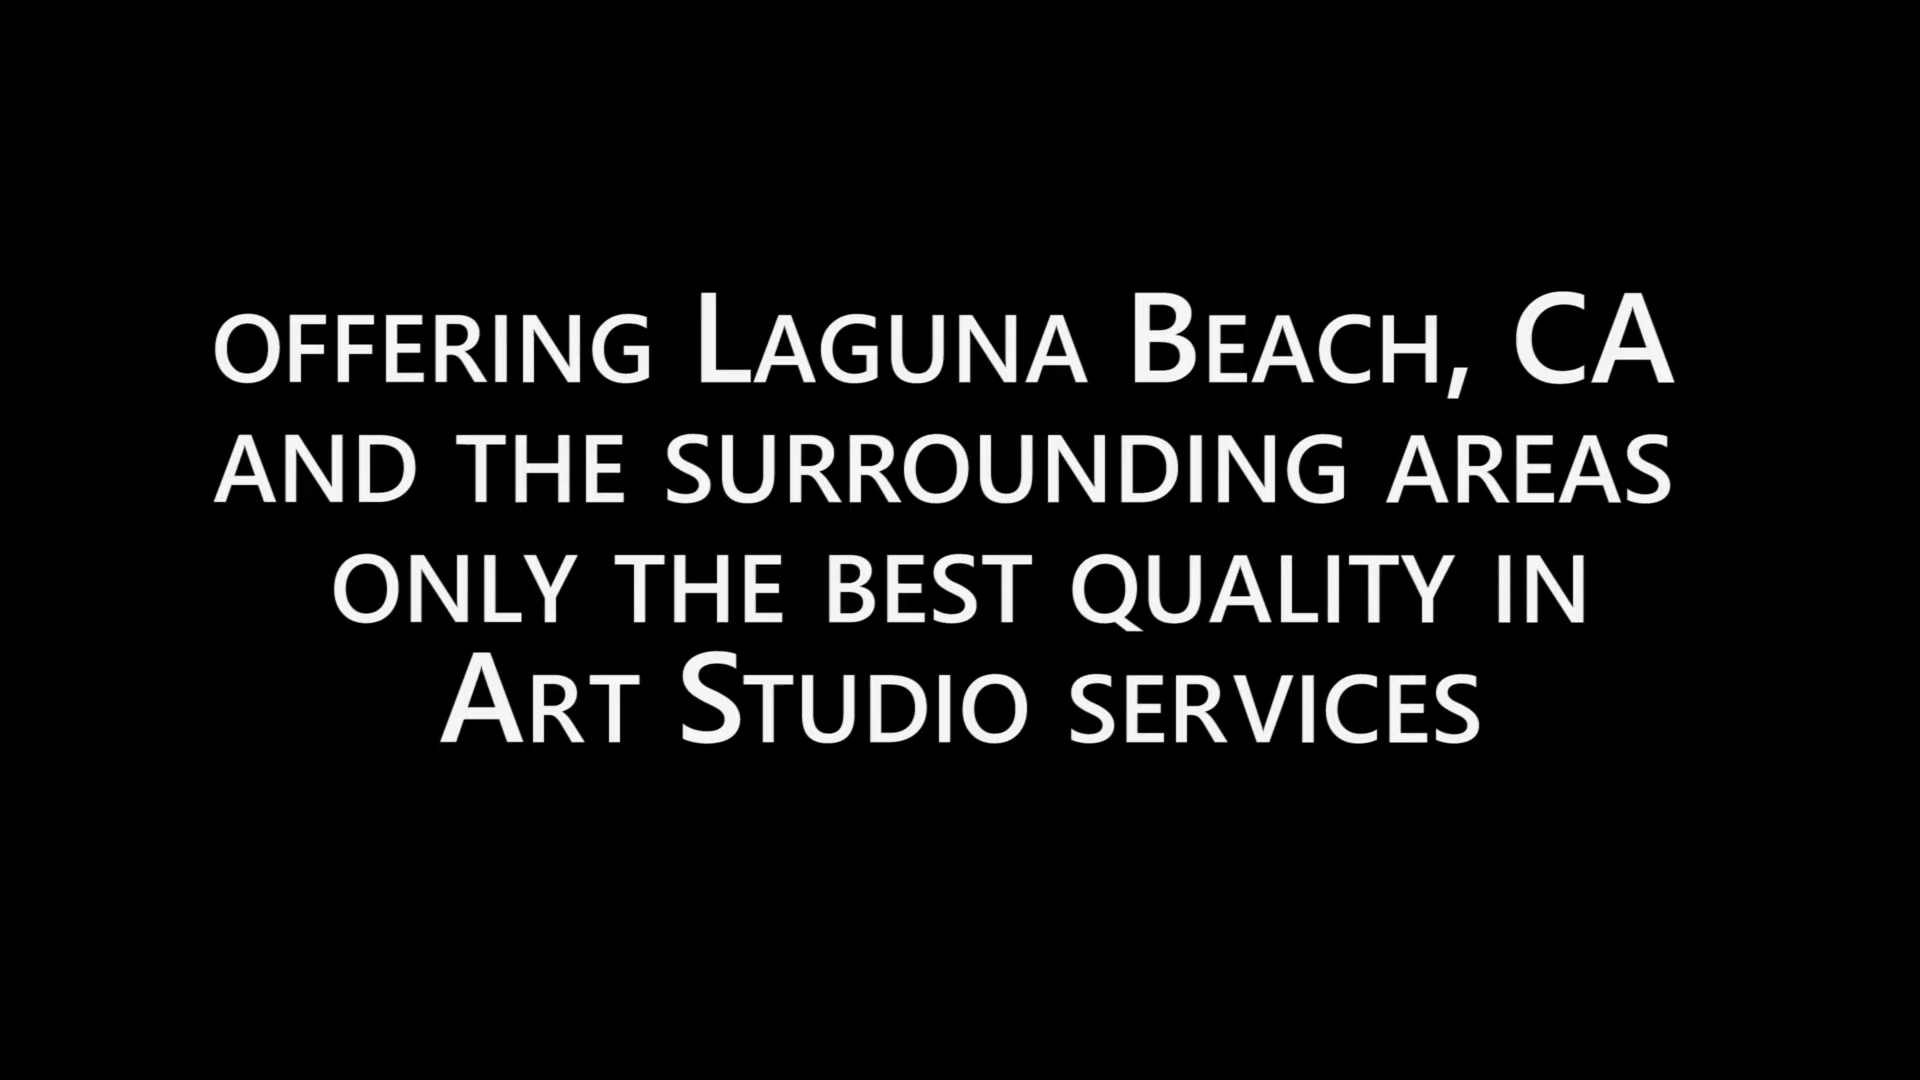 offering Laguna Beach, CA
and the surrounding areas
only the best quality in
Art Studio services